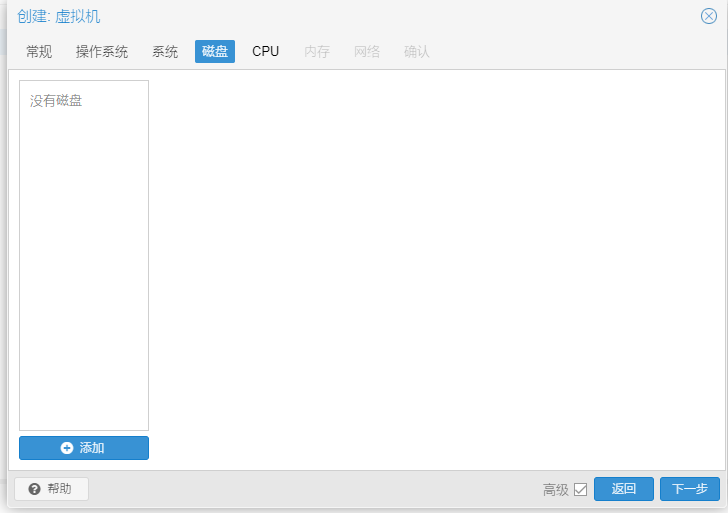 创建: 虚拟机
常规 操作系统 系统 磁盘 CPU 内存 网络 确认
没有磁盘
添加
帮助 高级 返回 下一步